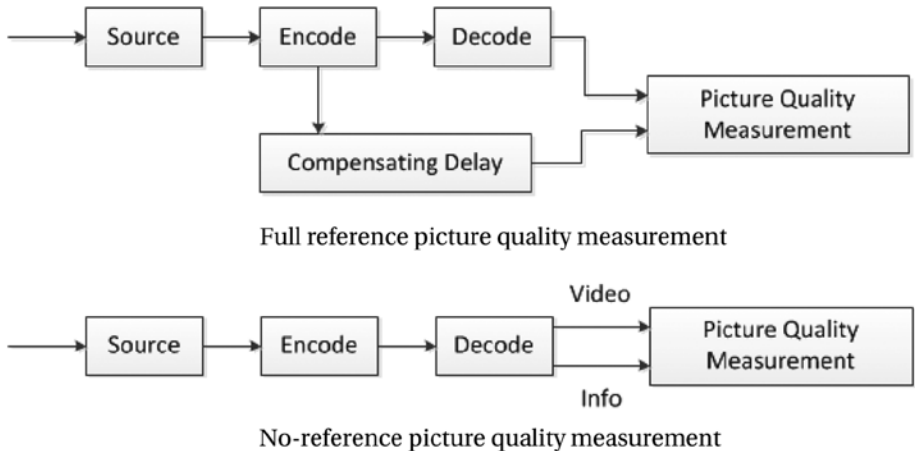 Source
Encode
Decode
Picture Quality
Measurement
Compensating Delay
Full reference picture quality measurement
Video
Source
Encode
Decode
Picture Quality
Measurement
Info
No-reference picture quality measurement